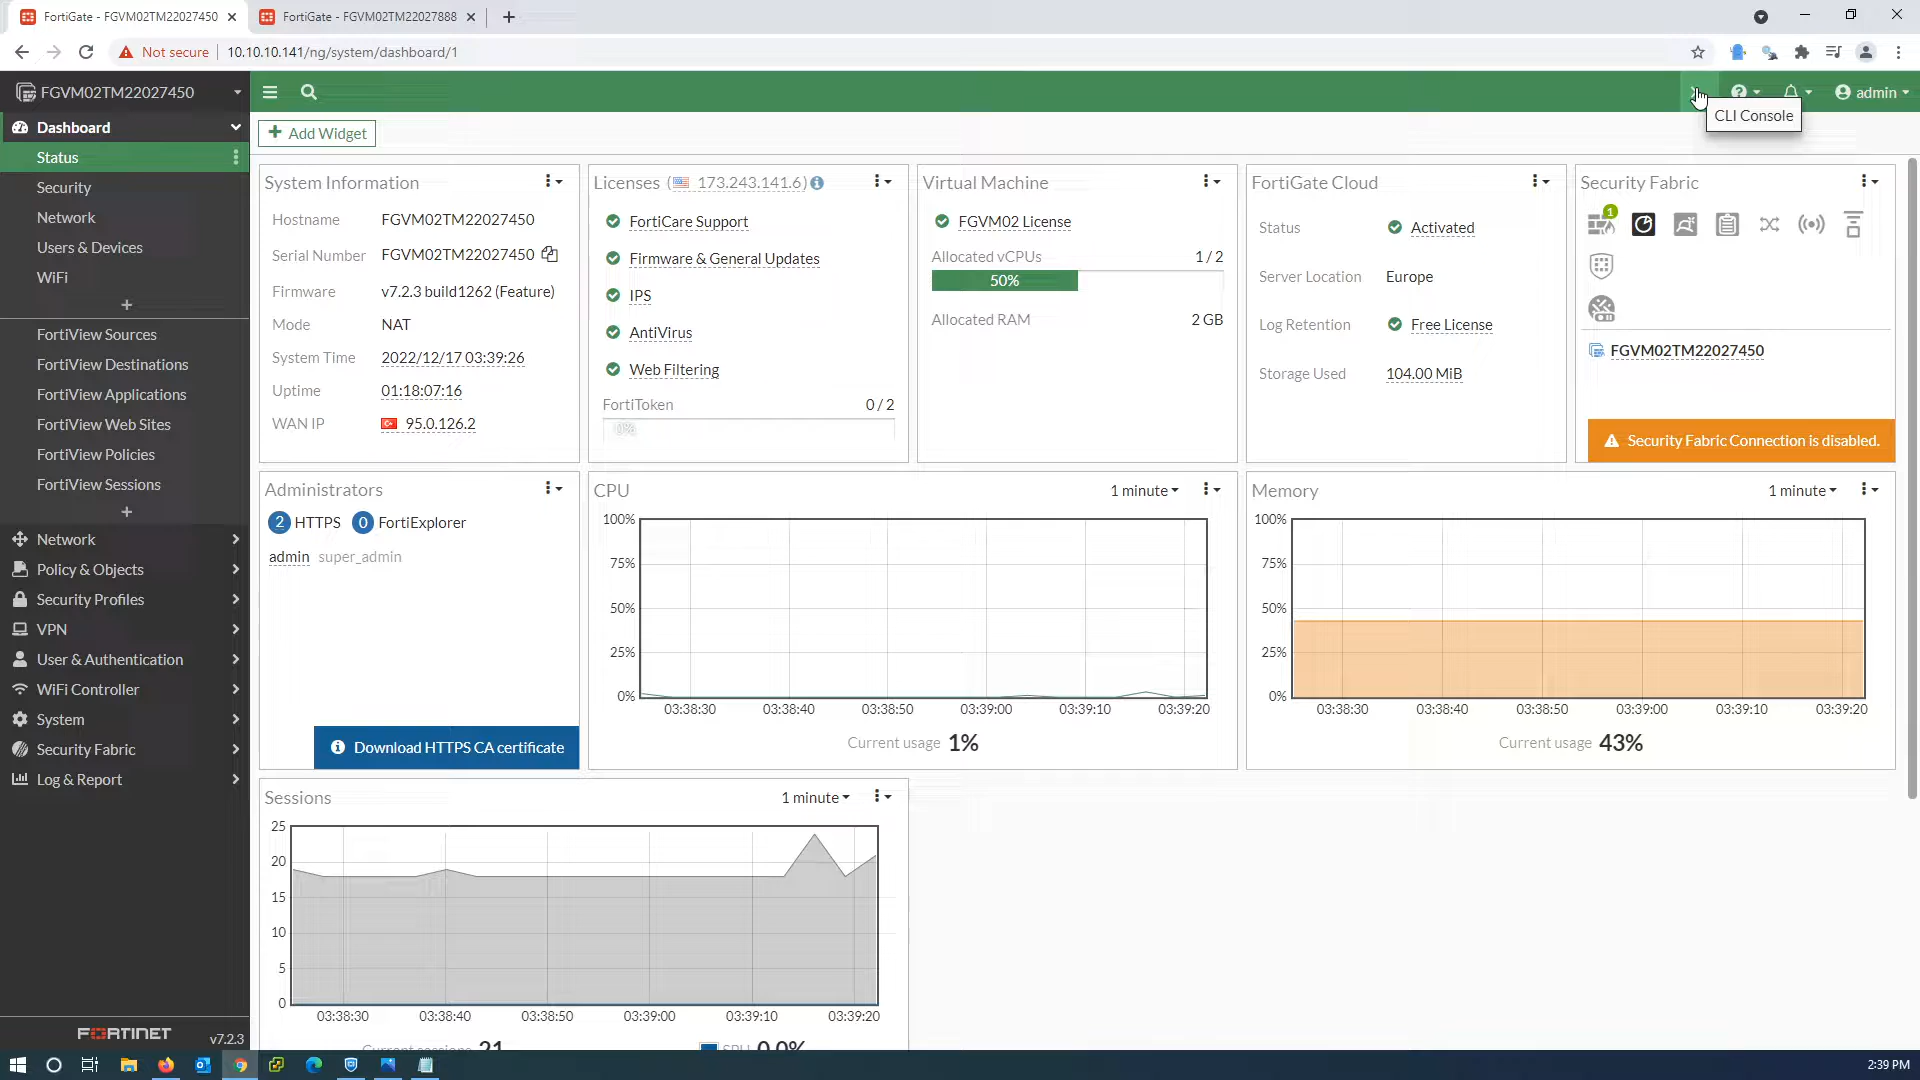 FortiGate - FGVM02TM22027450
FortiGate - FGVM02TM22027888
Not secure
10.10.10.141/ng/system/dashboard/1
FGVM02TM22027450
admin
CLI Console
Dashboard
Status
Security
Network
Users & Devices
WiFi
FortiView Sources
FortiView Destinations
FortiView Applications
FortiView Web Sites
FortiView Policies
FortiView Sessions
Network
Policy & Objects
Security Profiles
VPN
User & Authentication
WiFi Controller
System
Security Fabric
Log & Report
FORTINET
v7.2.3
Add Widget
System Information
Hostname FGVM02TM22027450
Serial Number FGVM02TM22027450
Firmware v7.2.3 build1262 (Feature)
Mode NAT
System Time 2022/12/17 03:39:26
Uptime 01:18:07:16
WAN IP 95.0.126.2
Licenses (173.243.141.6)
FortiCare Support
Firmware & General Updates
IPS
AntiVirus
Web Filtering
FortiToken 0 / 2
0%
Virtual Machine
FGVM02 License
Allocated vCPUs 1 / 2
50%
Allocated RAM 2 GB
FortiGate Cloud
Status Activated
Server Location Europe
Log Retention Free License
Storage Used 104.00 MiB
Security Fabric
1
FGVM02TM22027450
Security Fabric Connection is disabled.
Administrators
2 HTTPS 0 FortiExplorer
admin super_admin
Download HTTPS CA certificate
CPU 1 minute
100%
75%
50%
25%
0%
03:38:30 03:38:40 03:38:50 03:39:00 03:39:10 03:39:20
Current usage 1%
Memory 1 minute
100%
75%
50%
25%
0%
03:38:30 03:38:40 03:38:50 03:39:00 03:39:10 03:39:20
Current usage 43%
Sessions 1 minute
25
20
15
10
5
0
03:38:30 03:38:40 03:38:50 03:39:00 03:39:10 03:39:20
Current sessions 21 SPU 0.0%
2:39 PM